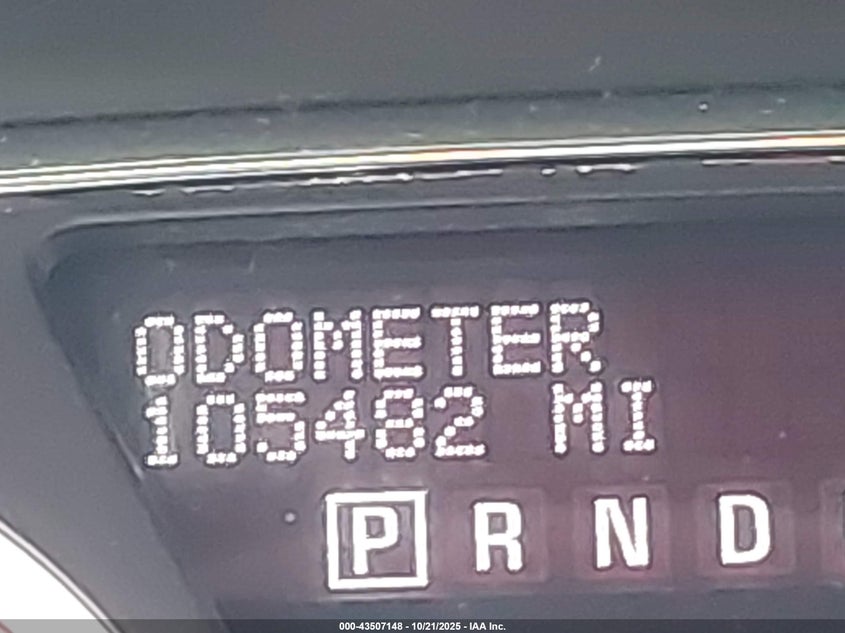 ODOMETER
105482 MI
P R N D
000-43507148 - 10/21/2025 - IAA Inc.